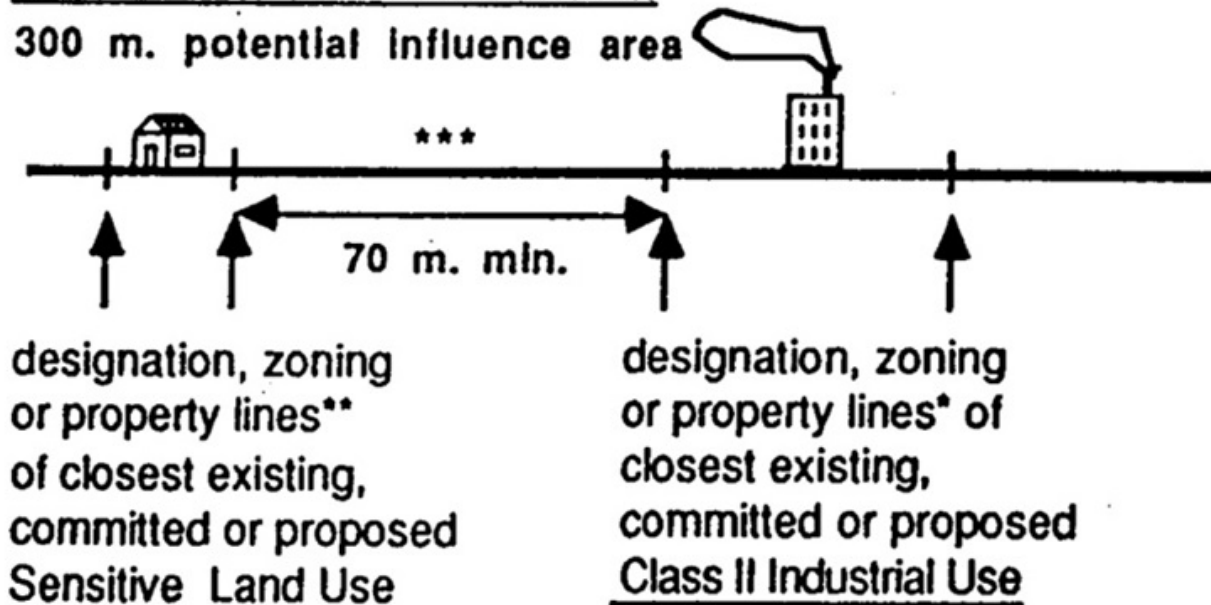 300 m. potential influence area
***
70 m. min.
designation, zoning
or property lines**
of closest existing,
committed or proposed
Sensitive Land Use
designation, zoning
or property lines* of
closest existing,
committed or proposed
Class II Industrial Use